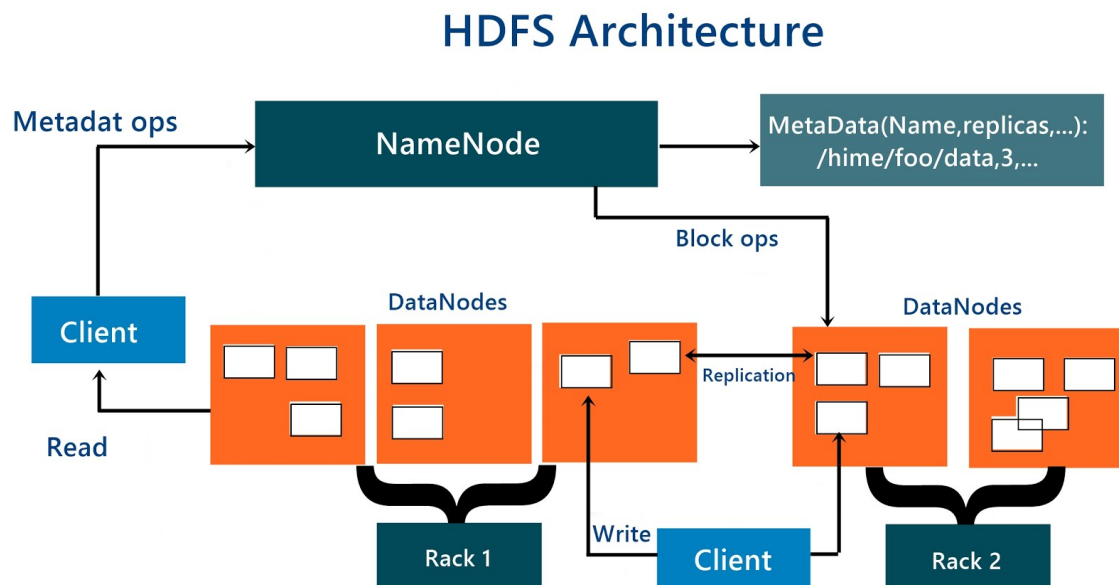 HDFS Architecture
Metadat ops
NameNode
MetaData(Name,replicas,...):
/hime/foo/data,3,...
Block ops
Client
DataNodes
DataNodes
Replication
Read
Rack 1
Write
Client
Rack 2